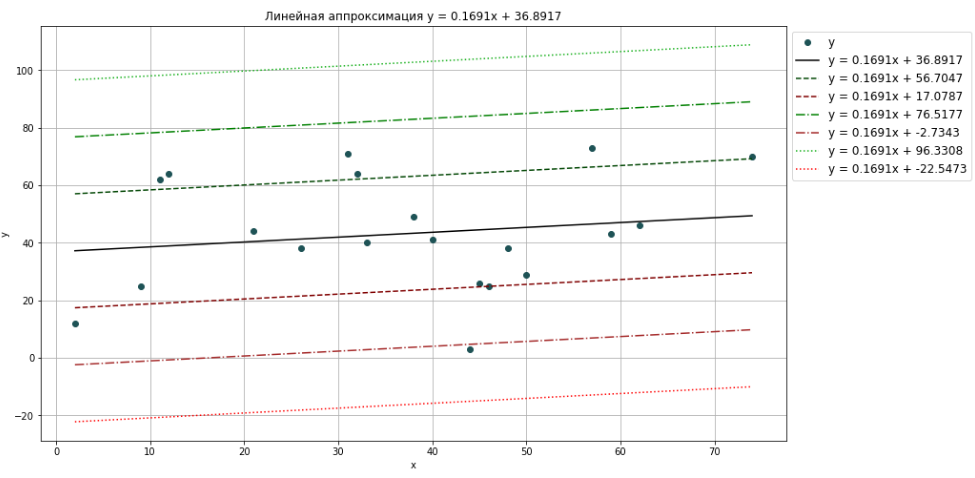 Линейная аппроксимация y = 0.1691x + 36.8917
100
80
60
40
20
0
−20
y
0
10
20
30
40
50
60
70
x
y
y = 0.1691x + 36.8917
y = 0.1691x + 56.7047
y = 0.1691x + 17.0787
y = 0.1691x + 76.5177
y = 0.1691x + -2.7343
y = 0.1691x + 96.3308
y = 0.1691x + -22.5473